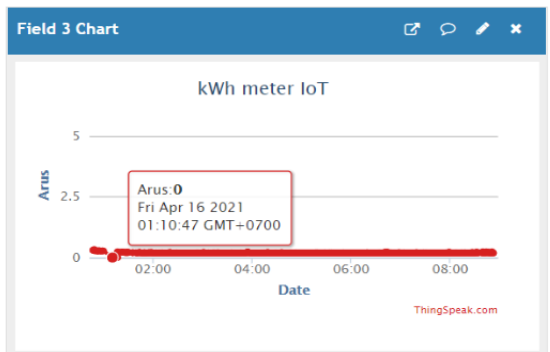 Field 3 Chart
kWh meter IoT
Arus
5
2.5
0
Arus:0
Fri Apr 16 2021
01:10:47 GMT+0700
02:00 04:00 06:00 08:00
Date
ThingSpeak.com